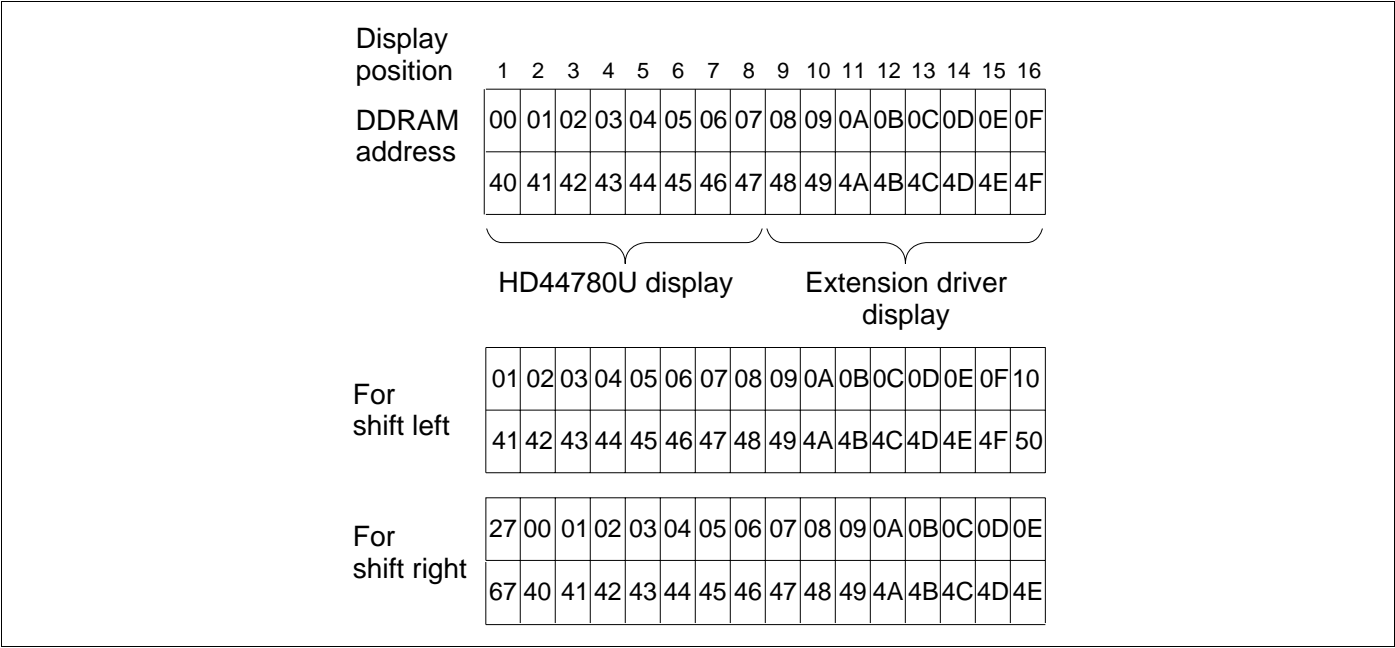 Display
position 1 2 3 4 5 6 7 8 9 10 11 12 13 14 15 16
DDRAM
address
00 01 02 03 04 05 06 07 08 09 0A 0B 0C 0D 0E 0F
40 41 42 43 44 45 46 47 48 49 4A 4B 4C 4D 4E 4F
HD44780U display
Extension driver
display
For
shift left
01 02 03 04 05 06 07 08 09 0A 0B 0C 0D 0E 0F 10
41 42 43 44 45 46 47 48 49 4A 4B 4C 4D 4E 4F 50
For
shift right
27 00 01 02 03 04 05 06 07 08 09 0A 0B 0C 0D 0E
67 40 41 42 43 44 45 46 47 48 49 4A 4B 4C 4D 4E